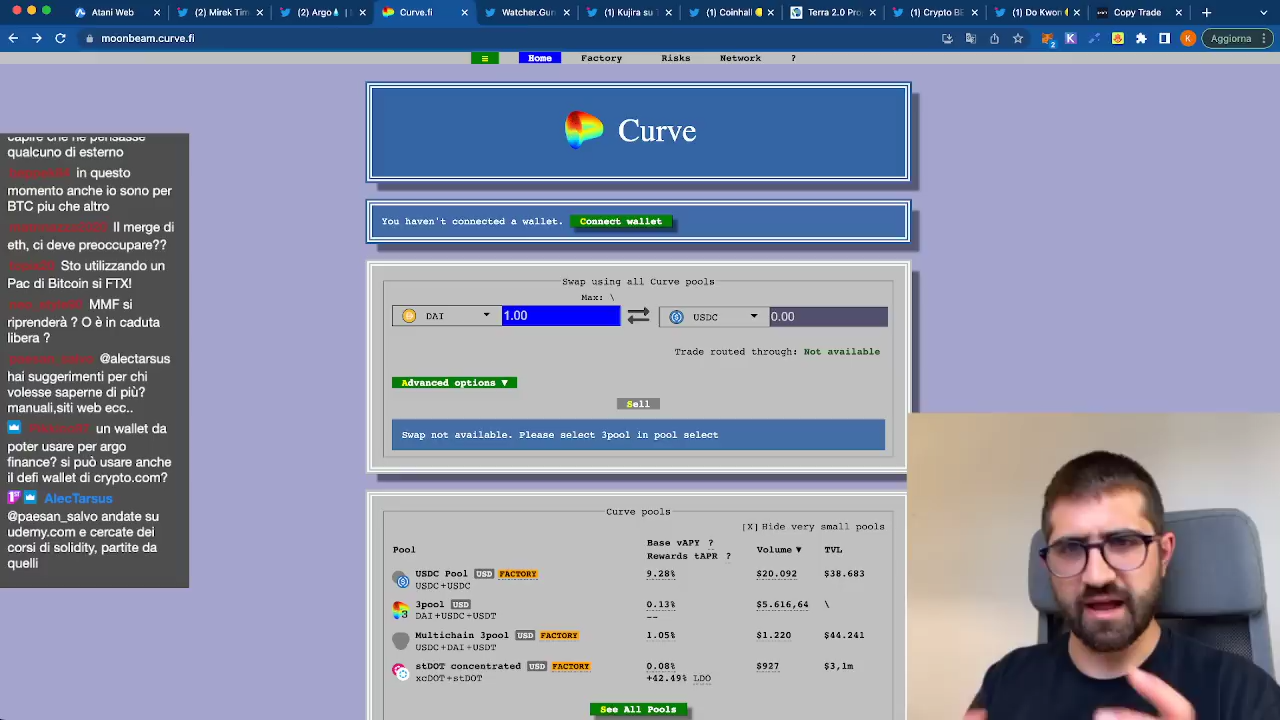 Atani Web
(2) Mirek Tim
(2) Argo
Curve.fi
Watcher.Gur
(1) Kujira su T
(1) Coinhall
Terra 2.0 Pro
(1) Crypto BE
(1) Do Kwon
Copy Trade
moonbeam.curve.fi
K
K
Aggiorna
Home
Factory
Risks
Network
?
Curve
You haven't connected a wallet.
Connect wallet
Swap using all Curve pools
Max: \
DAI
1.00
USDC
0.00
Trade routed through: Not available
Advanced options ▼
Sell
Swap not available. Please select 3pool in pool select
Curve pools
[X] Hide very small pools
Pool
Base vAPY ?
Rewards tAPR ?
Volume ▼
TVL
USDC Pool USD FACTORY
USDC+USDC
9.28%
$20.092
$38.683
3pool USD
DAI+USDC+USDT
0.13%
--
$5.616,64
\
Multichain 3pool USD FACTORY
USDC+DAI+USDT
1.05%
$1.220
$44.241
stDOT concentrated USD FACTORY
xcDOT+stDOT
0.08%
+42.49% LDO
$927
$3,1m
See All Pools
capire che ne pensasse
qualcuno di esterno
in questo
momento anche io sono per
BTC piu che altro
Il merge di
eth, ci deve preoccupare??
Sto utilizando un
Pac di Bitcoin si FTX!
MMF si
riprenderà ? O è in caduta
libera ?
@alectarsus
hai suggerimenti per chi
volesse saperne di più?
manuali,siti web ecc..
un wallet da
poter usare per argo
finance? si può usare anche
il defi wallet di crypto.com?
AlecTarsus
@paesan_salvo andate su
udemy.com e cercate dei
corsi di solidity, partite da
quelli